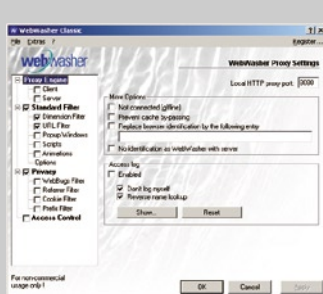 WebWasher Classic
File Extras ?
Register...
webwasher
WebWasher Proxy Settings
Proxy Engine
Client
Server
Standard Filter
Dimension Filter
URL Filter
Popup Windows
Scripts
Animations
Options
Privacy
WebBugs Filter
Referrer Filter
Cookie Filter
Prefix Filter
Access Control
Local HTTP proxy port:
More Options
Not connected (offline)
Prevent cache by-passing
Replace browser identification by the following entry
No identification as WebWasher with server
Access log
Enabled
Don't log myself
Reverse name lookup
Show...
Reset
For non-commercial
usage only!
OK
Cancel
Apply